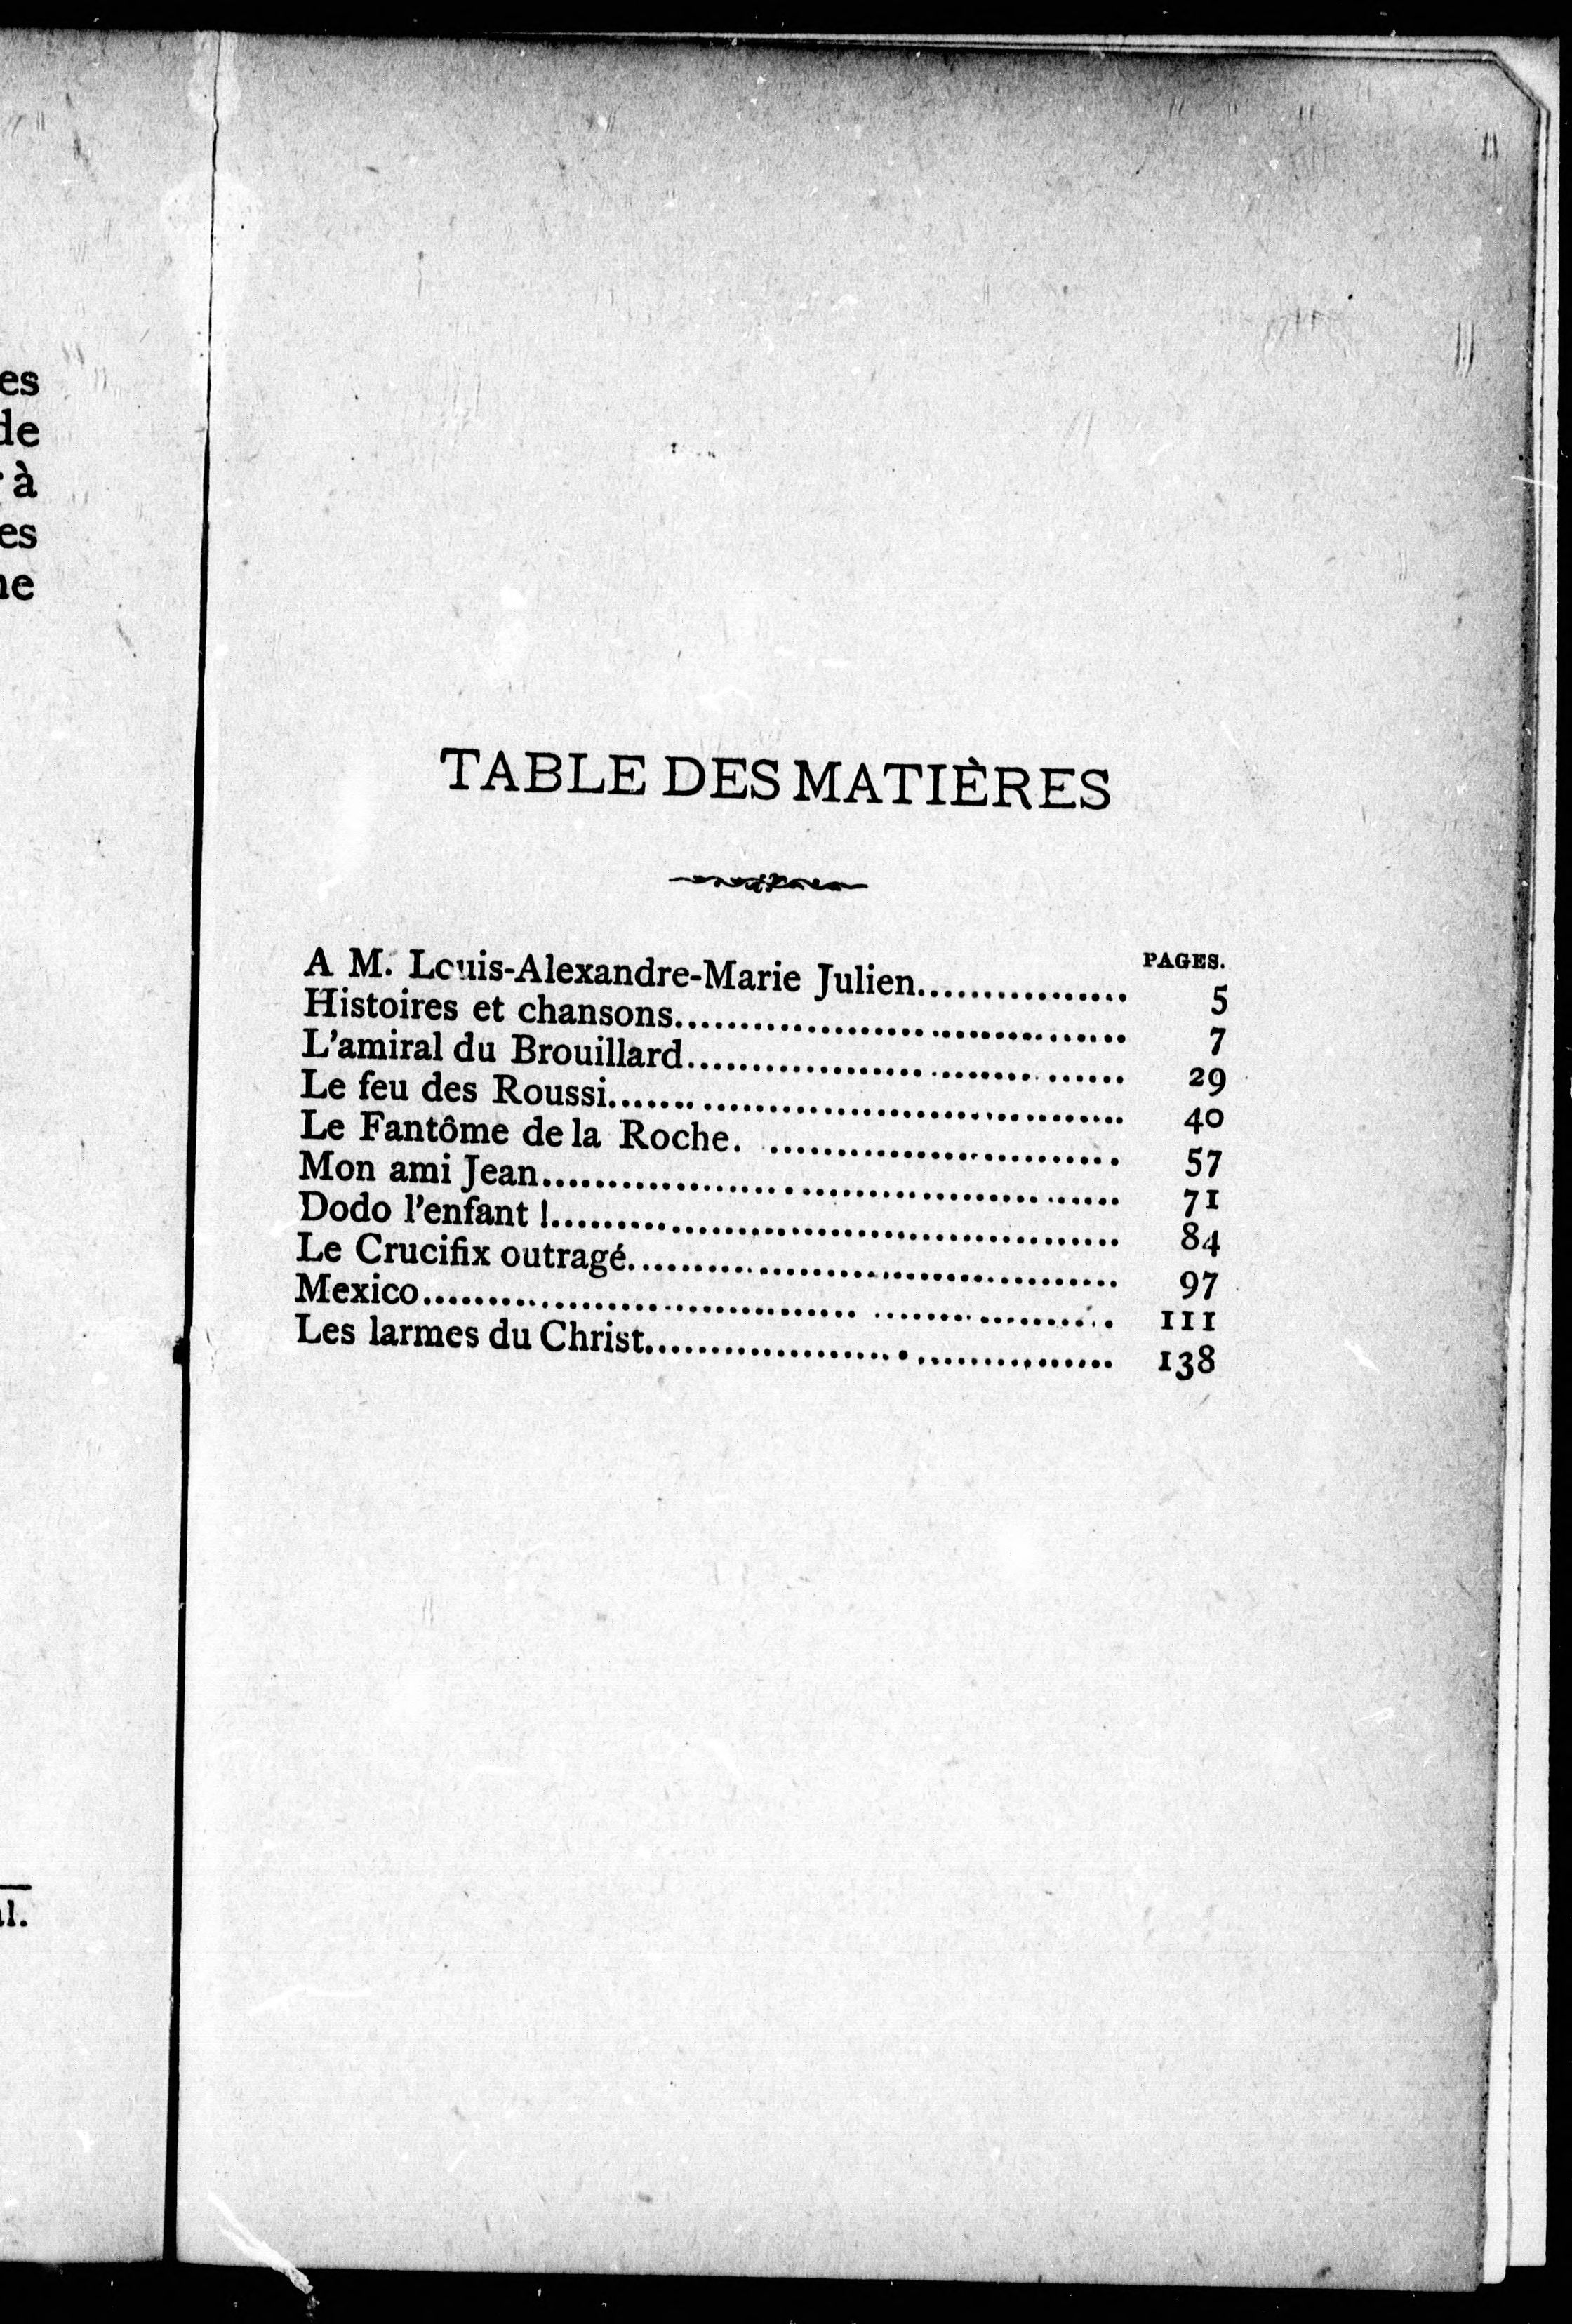 es
de
à
es
ne
al.
TABLE DES MATIÈRES
PAGES.
A M. Louis-Alexandre-Marie Julien................ 5
Histoires et chansons.................................. 7
L'amiral du Brouillard................................. 29
Le feu des Roussi....................................... 40
Le Fantôme de la Roche. ........................... 57
Mon ami Jean............................................ 71
Dodo l'enfant !........................................... 84
Le Crucifix outragé..................................... 97
Mexico..................................................... 111
Les larmes du Christ................................... 138